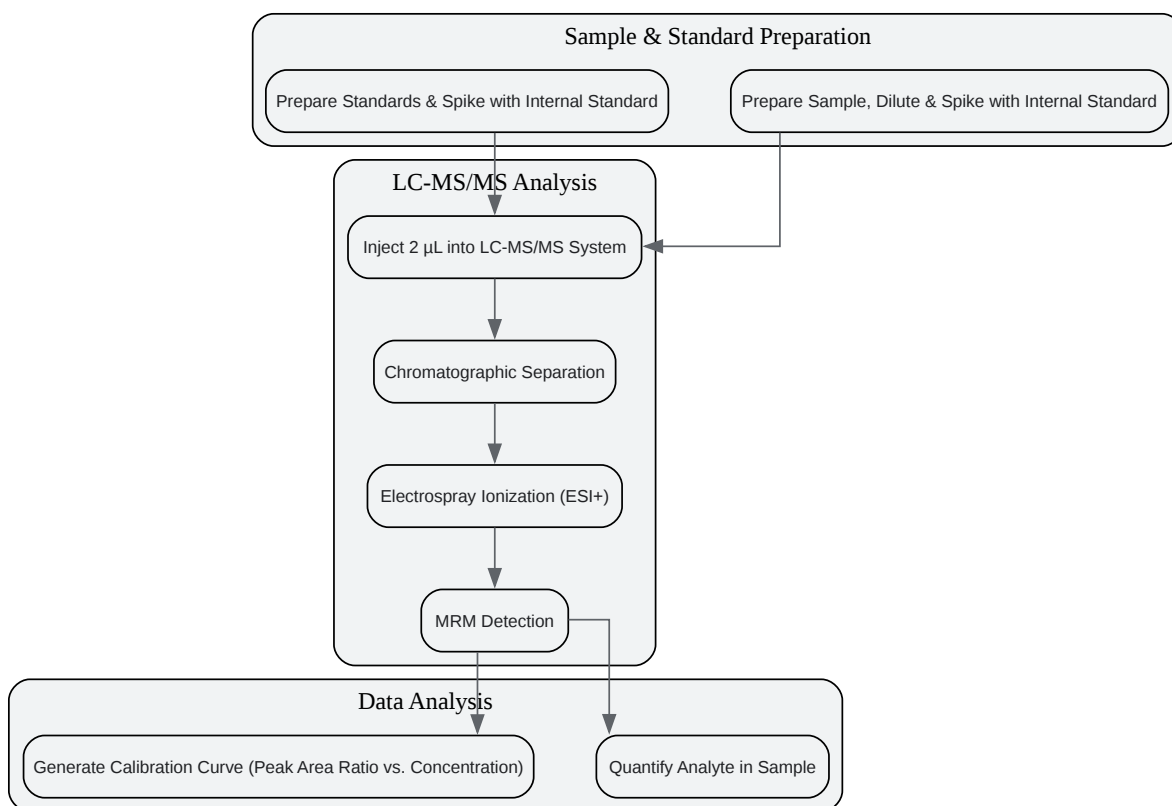 Sample & Standard Preparation
Prepare Standards & Spike with Internal Standard
Prepare Sample, Dilute & Spike with Internal Standard
LC-MS/MS Analysis
Inject 2 µL into LC-MS/MS System
Chromatographic Separation
Electrospray Ionization (ESI+)
MRM Detection
Data Analysis
Generate Calibration Curve (Peak Area Ratio vs. Concentration)
Quantify Analyte in Sample